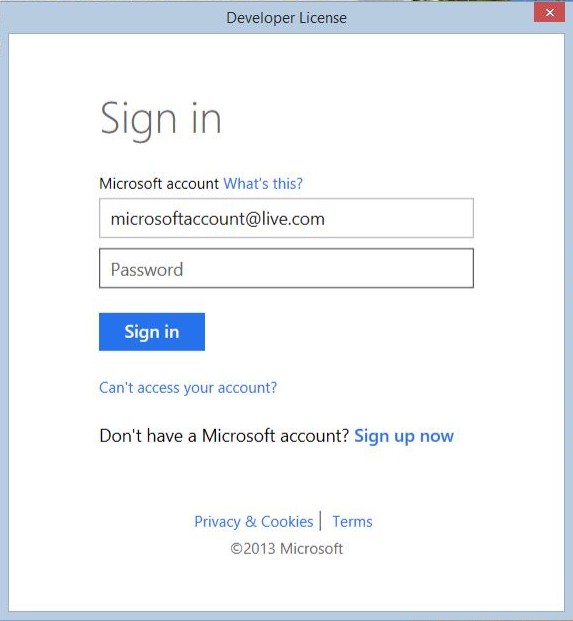 Developer License
Sign in
Microsoft account What's this?
microsoftaccount@live.com
Password
Sign in
Can't access your account?
Don't have a Microsoft account? Sign up now
Privacy & Cookies | Terms
©2013 Microsoft